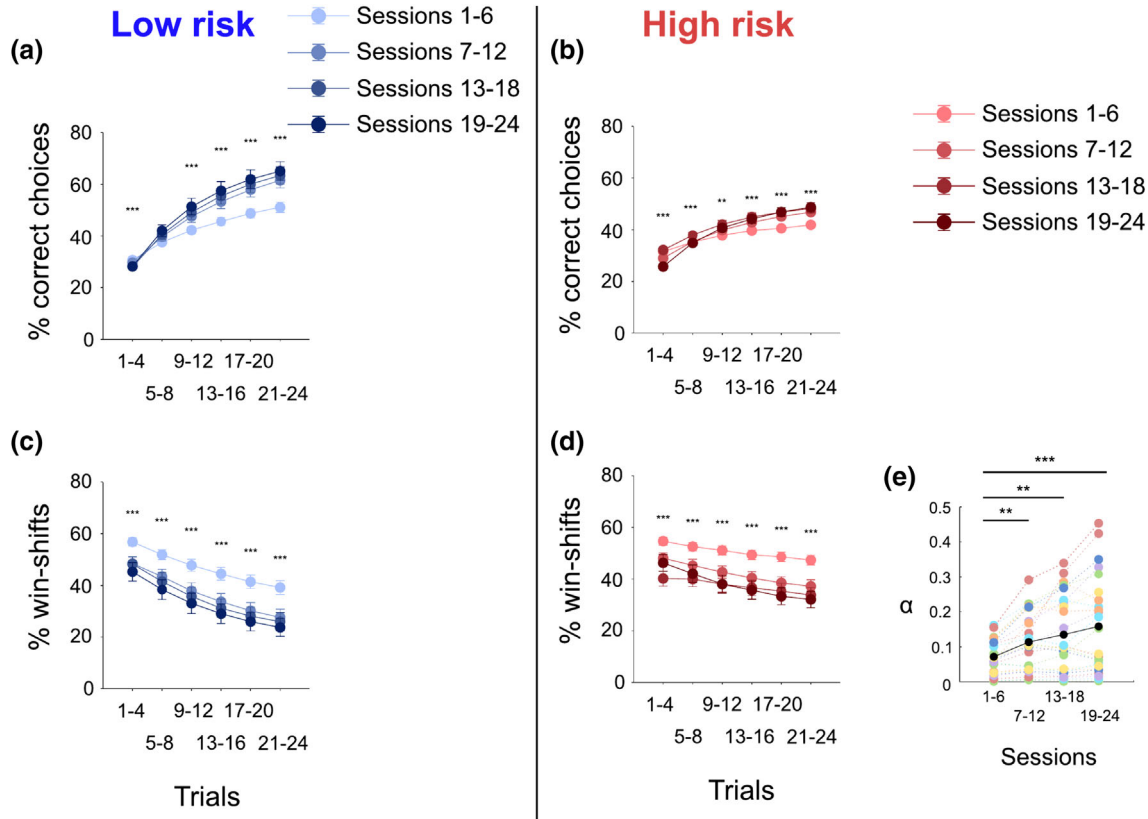 Low risk
Sessions 1-6
Sessions 7-12
Sessions 13-18
Sessions 19-24
(a)
80
60
40
20
0
% correct choices
*** *** *** *** ***
1-4 9-12 17-20
5-8 13-16 21-24
High risk
(b)
Sessions 1-6
Sessions 7-12
Sessions 13-18
Sessions 19-24
80
60
40
20
0
% correct choices
*** *** ** *** *** ***
1-4 9-12 17-20
5-8 13-16 21-24
(c)
80
60
40
20
0
% win-shifts
*** *** *** *** *** ***
1-4 9-12 17-20
5-8 13-16 21-24
Trials
(d)
80
60
40
20
0
% win-shifts
*** *** *** *** *** ***
1-4 9-12 17-20
5-8 13-16 21-24
Trials
(e)
***
**
**
0.5
0.4
0.3
0.2
0.1
0
α
1-6 13-18
7-12 19-24
Sessions